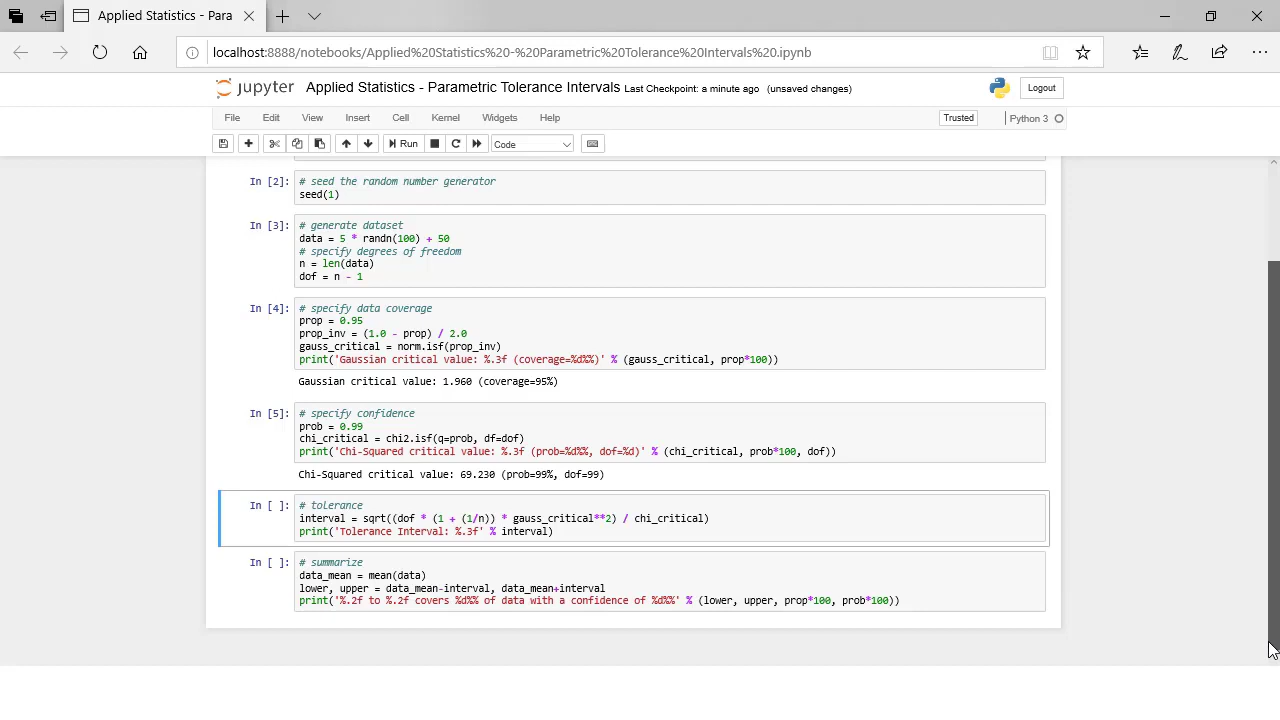 Applied Statistics - Para
localhost:8888/notebooks/Applied%20Statistics%20-%20Parametric%20Tolerance%20Intervals%20.ipynb
jupyter Applied Statistics - Parametric Tolerance Intervals Last Checkpoint: a minute ago (unsaved changes) Logout
File Edit View Insert Cell Kernel Widgets Help Trusted Python 3
Run Code
In [2]: # seed the random number generator
seed(1)
In [3]: # generate dataset
data = 5 * randn(100) + 50
# specify degrees of freedom
n = len(data)
dof = n - 1
In [4]: # specify data coverage
prop = 0.95
prop_inv = (1.0 - prop) / 2.0
gauss_critical = norm.isf(prop_inv)
print('Gaussian critical value: %.3f (coverage=%d%%)' % (gauss_critical, prop*100))
Gaussian critical value: 1.960 (coverage=95%)
In [5]: # specify confidence
prob = 0.99
chi_critical = chi2.isf(q=prob, df=dof)
print('Chi-Squared critical value: %.3f (prob=%d%%, dof=%d)' % (chi_critical, prob*100, dof))
Chi-Squared critical value: 69.230 (prob=99%, dof=99)
In [ ]: # tolerance
interval = sqrt((dof * (1 + (1/n)) * gauss_critical**2) / chi_critical)
print('Tolerance Interval: %.3f' % interval)
In [ ]: # summarize
data_mean = mean(data)
lower, upper = data_mean-interval, data_mean+interval
print('%.2f to %.2f covers %d%% of data with a confidence of %d%%' % (lower, upper, prop*100, prob*100))